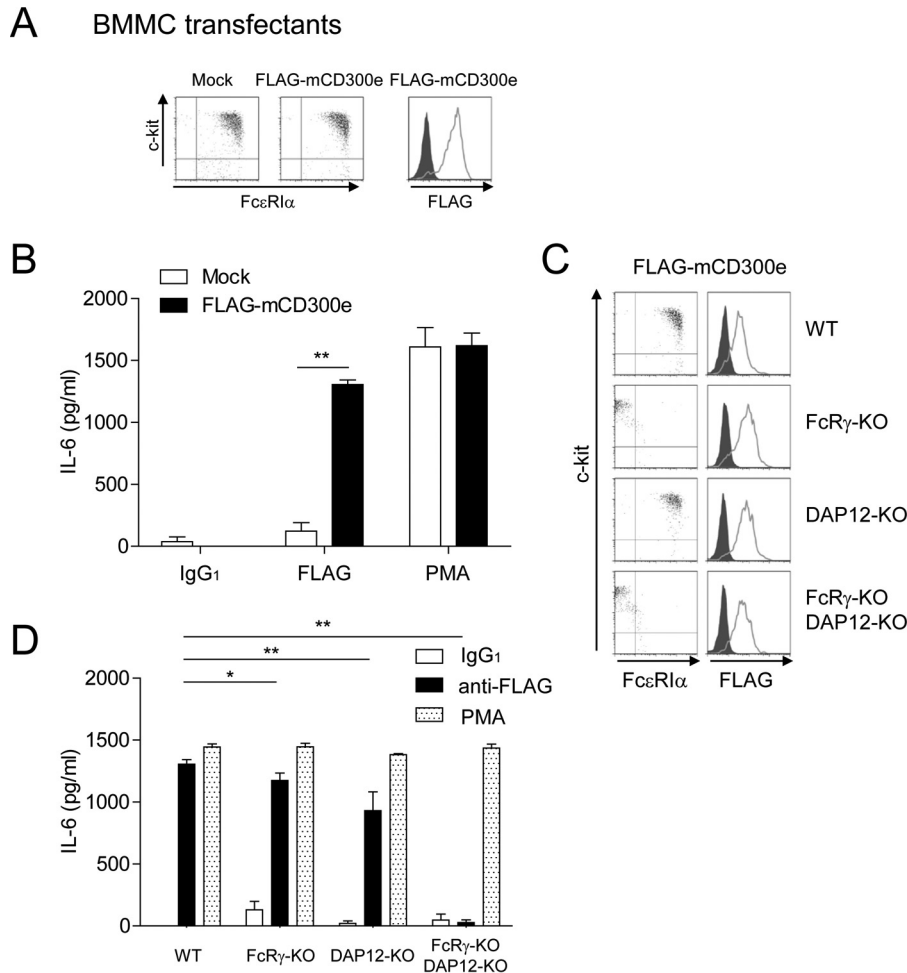 A BMMC transfectants
Mock FLAG-mCD300e FLAG-mCD300e
c-kit
FcεRIα FLAG
B
Mock
FLAG-mCD300e
2000
1500
1000
500
0
IL-6 (pg/ml)
**
IgG1 FLAG PMA
C
FLAG-mCD300e
WT
FcRγ-KO
DAP12-KO
FcRγ-KO
DAP12-KO
c-kit
FcεRIα FLAG
D
IgG1
anti-FLAG
PMA
**
**
*
2000
1500
1000
500
0
IL-6 (pg/ml)
WT FcRγ-KO DAP12-KO FcRγ-KO
DAP12-KO